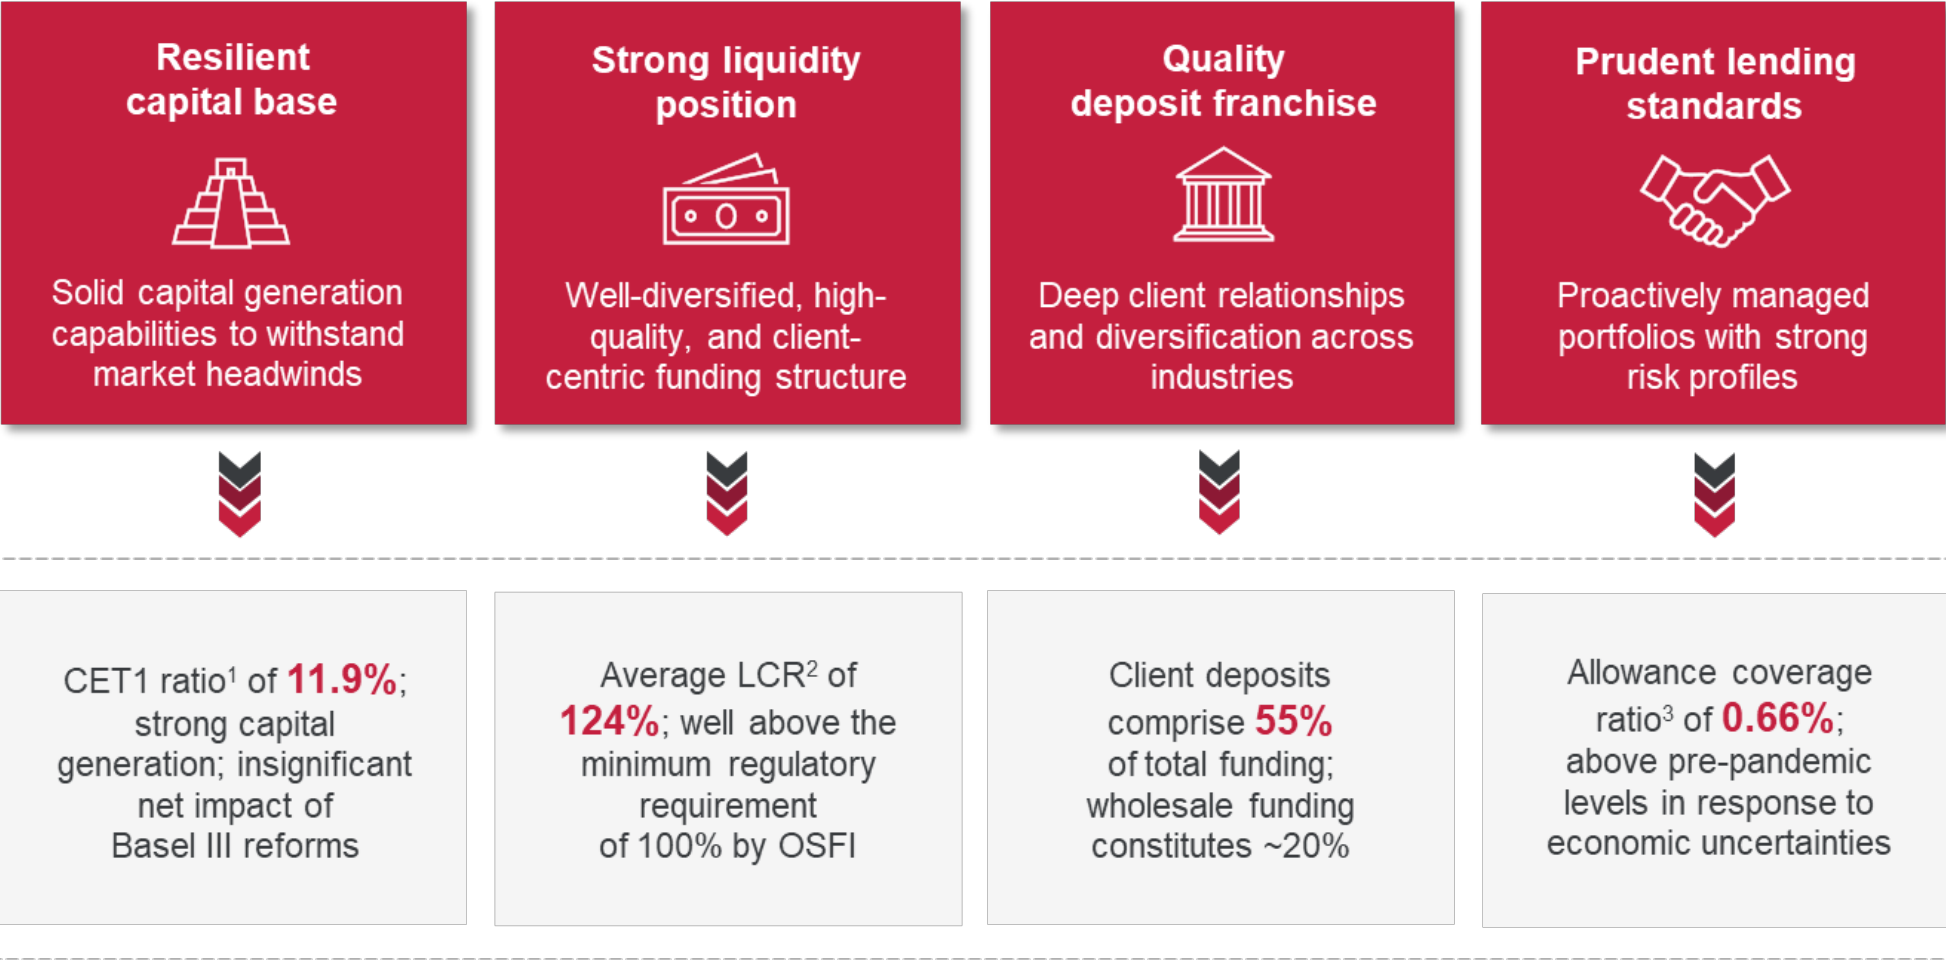 Resilient
capital base
Solid capital generation
capabilities to withstand
market headwinds
Strong liquidity
position
Well-diversified, high-
quality, and client-
centric funding structure
Quality
deposit franchise
Deep client relationships
and diversification across
industries
Prudent lending
standards
Proactively managed
portfolios with strong
risk profiles
CET1 ratio¹ of 11.9%;
strong capital
generation; insignificant
net impact of
Basel III reforms
Average LCR² of
124%; well above the
minimum regulatory
requirement
of 100% by OSFI
Client deposits
comprise 55%
of total funding;
wholesale funding
constitutes ~20%
Allowance coverage
ratio³ of 0.66%;
above pre-pandemic
levels in response to
economic uncertainties